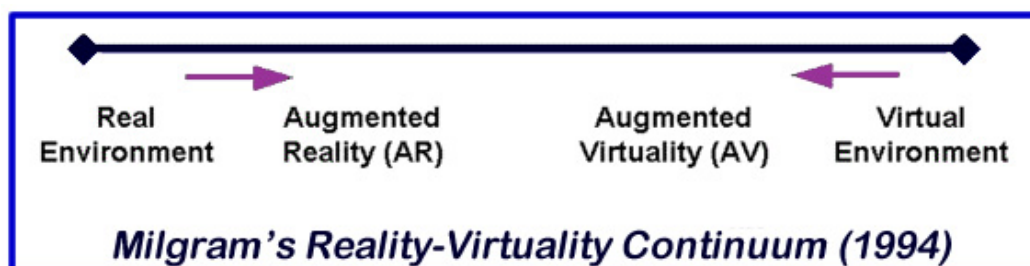 Real Environment
Augmented Reality (AR)
Augmented Virtuality (AV)
Virtual Environment
Milgram's Reality-Virtuality Continuum (1994)